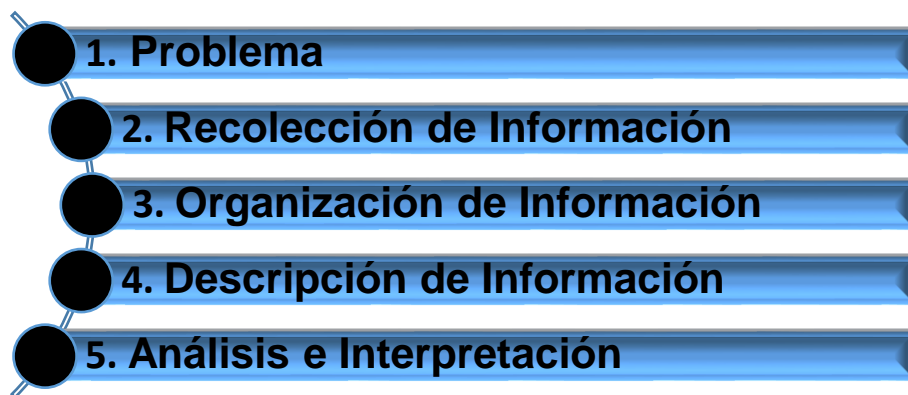 1. Problema
2. Recolección de Información
3. Organización de Información
4. Descripción de Información
5. Análisis e Interpretación